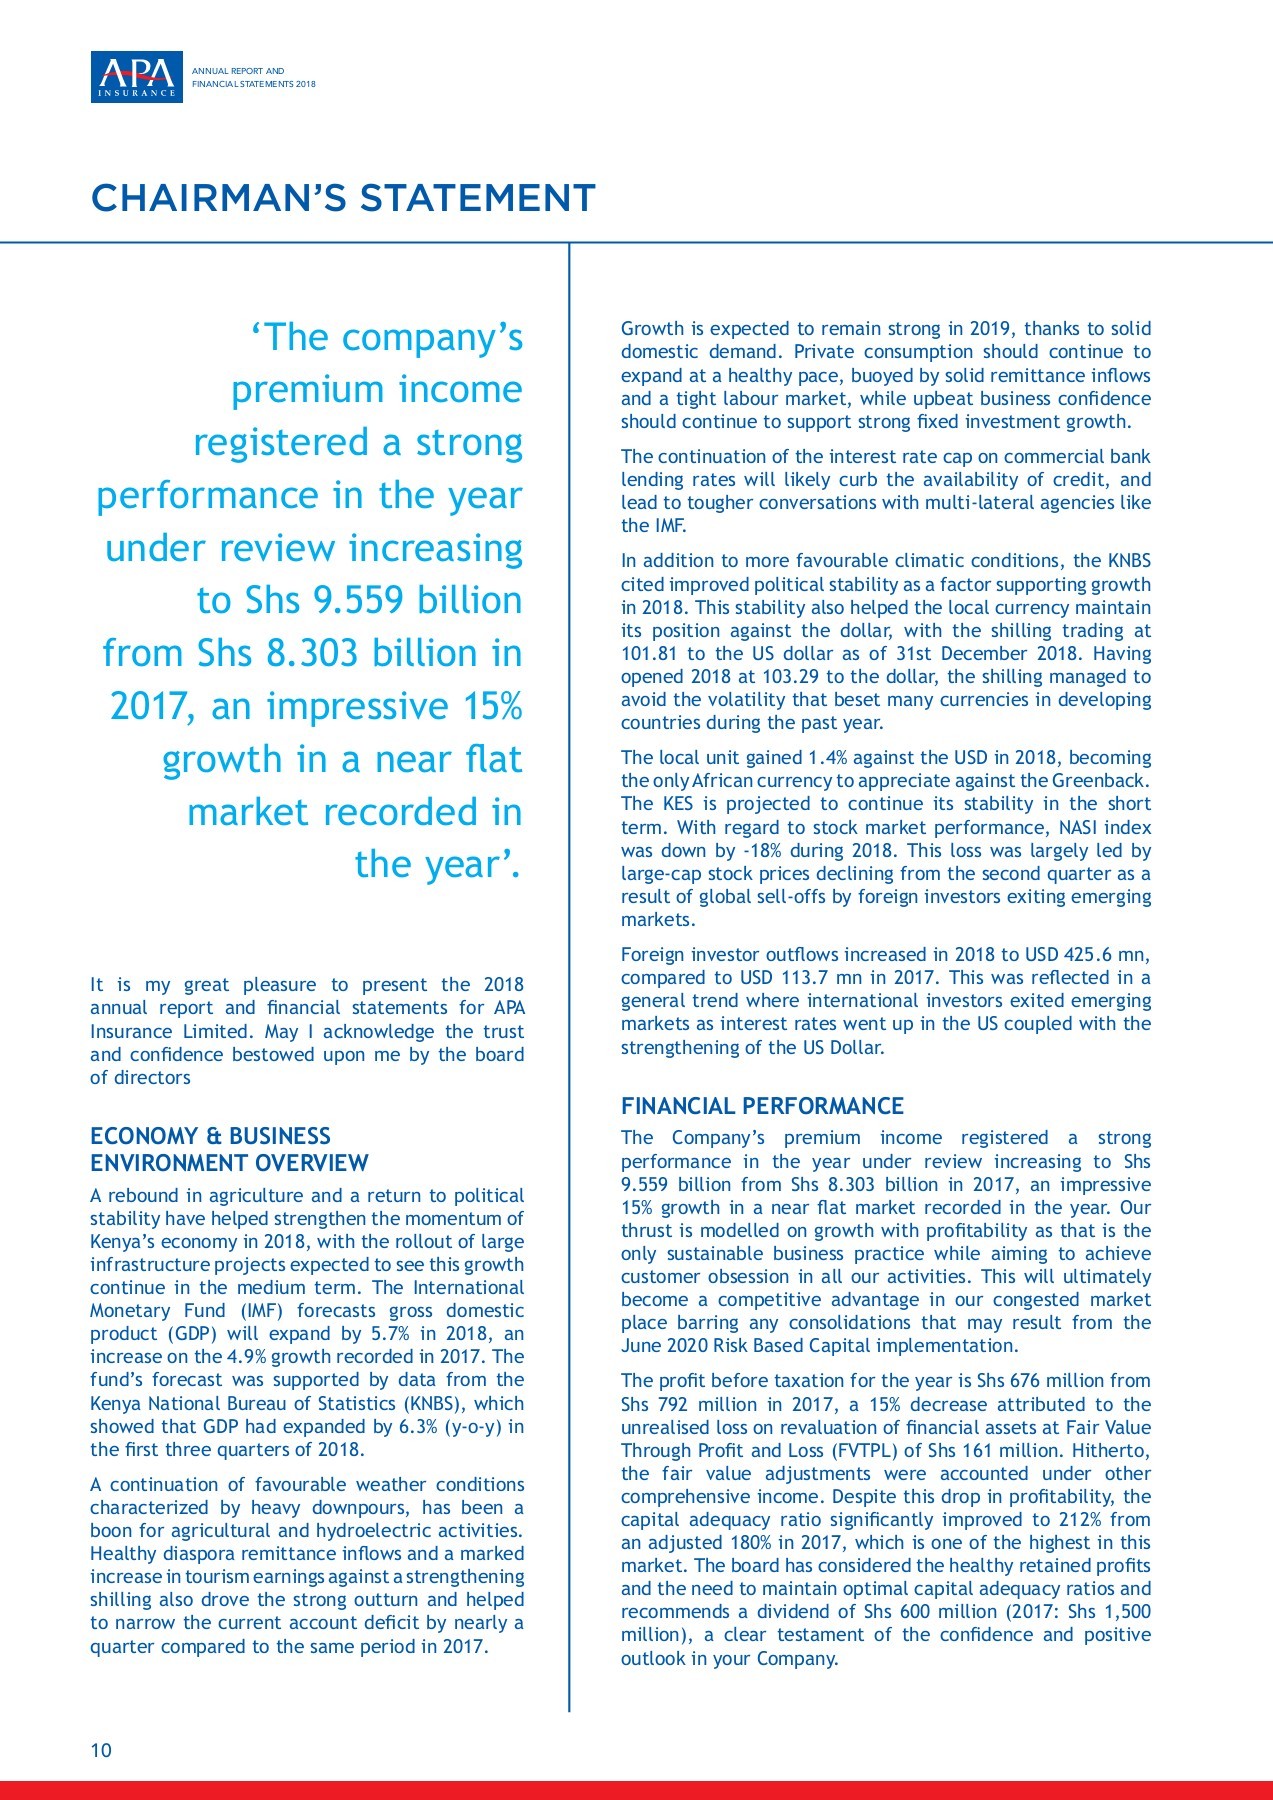 APA
INSURANCE
ANNUAL REPORT AND
FINANCIAL STATEMENTS 2018
CHAIRMAN’S STATEMENT
‘The company’s
premium income
registered a strong
performance in the year
under review increasing
to Shs 9.559 billion
from Shs 8.303 billion in
2017, an impressive 15%
growth in a near flat
market recorded in
the year’.
It is my great pleasure to present the 2018
annual report and financial statements for APA
Insurance Limited. May I acknowledge the trust
and confidence bestowed upon me by the board
of directors
ECONOMY & BUSINESS
ENVIRONMENT OVERVIEW
A rebound in agriculture and a return to political
stability have helped strengthen the momentum of
Kenya’s economy in 2018, with the rollout of large
infrastructure projects expected to see this growth
continue in the medium term. The International
Monetary Fund (IMF) forecasts gross domestic
product (GDP) will expand by 5.7% in 2018, an
increase on the 4.9% growth recorded in 2017. The
fund’s forecast was supported by data from the
Kenya National Bureau of Statistics (KNBS), which
showed that GDP had expanded by 6.3% (y-o-y) in
the first three quarters of 2018.
A continuation of favourable weather conditions
characterized by heavy downpours, has been a
boon for agricultural and hydroelectric activities.
Healthy diaspora remittance inflows and a marked
increase in tourism earnings against a strengthening
shilling also drove the strong outturn and helped
to narrow the current account deficit by nearly a
quarter compared to the same period in 2017.
Growth is expected to remain strong in 2019, thanks to solid
domestic demand. Private consumption should continue to
expand at a healthy pace, buoyed by solid remittance inflows
and a tight labour market, while upbeat business confidence
should continue to support strong fixed investment growth.
The continuation of the interest rate cap on commercial bank
lending rates will likely curb the availability of credit, and
lead to tougher conversations with multi-lateral agencies like
the IMF.
In addition to more favourable climatic conditions, the KNBS
cited improved political stability as a factor supporting growth
in 2018. This stability also helped the local currency maintain
its position against the dollar, with the shilling trading at
101.81 to the US dollar as of 31st December 2018. Having
opened 2018 at 103.29 to the dollar, the shilling managed to
avoid the volatility that beset many currencies in developing
countries during the past year.
The local unit gained 1.4% against the USD in 2018, becoming
the only African currency to appreciate against the Greenback.
The KES is projected to continue its stability in the short
term. With regard to stock market performance, NASI index
was down by -18% during 2018. This loss was largely led by
large-cap stock prices declining from the second quarter as a
result of global sell-offs by foreign investors exiting emerging
markets.
Foreign investor outflows increased in 2018 to USD 425.6 mn,
compared to USD 113.7 mn in 2017. This was reflected in a
general trend where international investors exited emerging
markets as interest rates went up in the US coupled with the
strengthening of the US Dollar.
FINANCIAL PERFORMANCE
The Company’s premium income registered a strong
performance in the year under review increasing to Shs
9.559 billion from Shs 8.303 billion in 2017, an impressive
15% growth in a near flat market recorded in the year. Our
thrust is modelled on growth with profitability as that is the
only sustainable business practice while aiming to achieve
customer obsession in all our activities. This will ultimately
become a competitive advantage in our congested market
place barring any consolidations that may result from the
June 2020 Risk Based Capital implementation.
The profit before taxation for the year is Shs 676 million from
Shs 792 million in 2017, a 15% decrease attributed to the
unrealised loss on revaluation of financial assets at Fair Value
Through Profit and Loss (FVTPL) of Shs 161 million. Hitherto,
the fair value adjustments were accounted under other
comprehensive income. Despite this drop in profitability, the
capital adequacy ratio significantly improved to 212% from
an adjusted 180% in 2017, which is one of the highest in this
market. The board has considered the healthy retained profits
and the need to maintain optimal capital adequacy ratios and
recommends a dividend of Shs 600 million (2017: Shs 1,500
million), a clear testament of the confidence and positive
outlook in your Company.
10